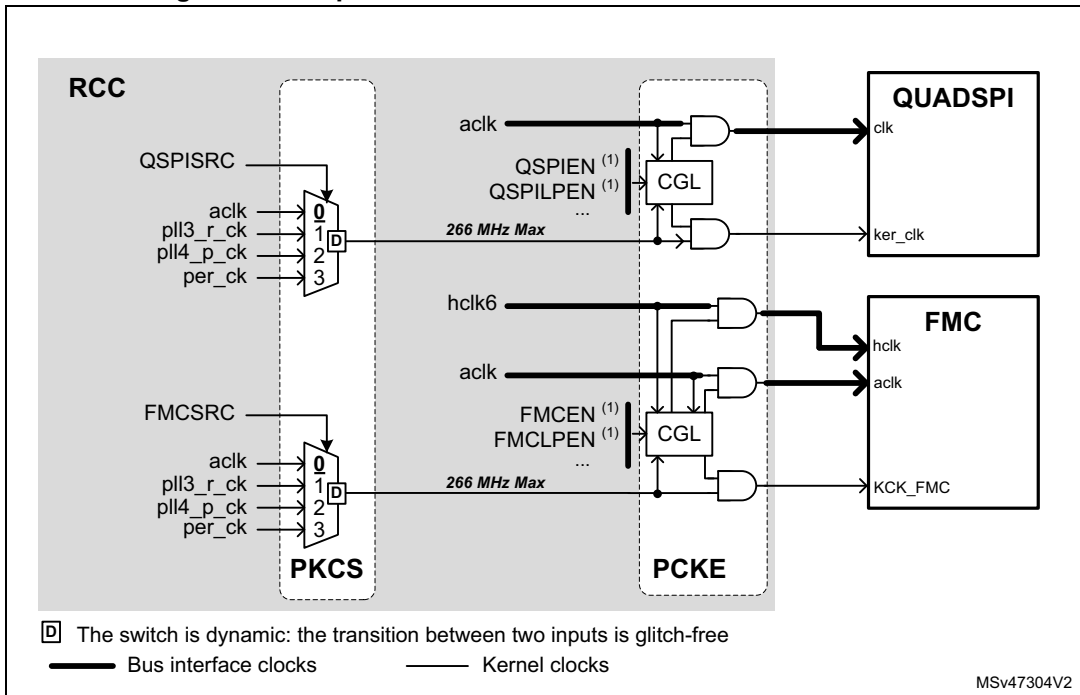 RCC
QUADSPI
aclk
clk
QSPISRC
QSPIEN (1)
QSPILPEN (1)
...
CGL
aclk
pll3_r_ck
pll4_p_ck
per_ck
0
1
2
3
D
266 MHz Max
ker_clk
hclk6
FMC
hclk
aclk
aclk
FMCSRC
FMCEN (1)
FMCLPEN (1)
...
CGL
aclk
pll3_r_ck
pll4_p_ck
per_ck
0
1
2
3
D
266 MHz Max
KCK_FMC
PKCS
PCKE
D The switch is dynamic: the transition between two inputs is glitch-free
Bus interface clocks
Kernel clocks
MSv47304V2